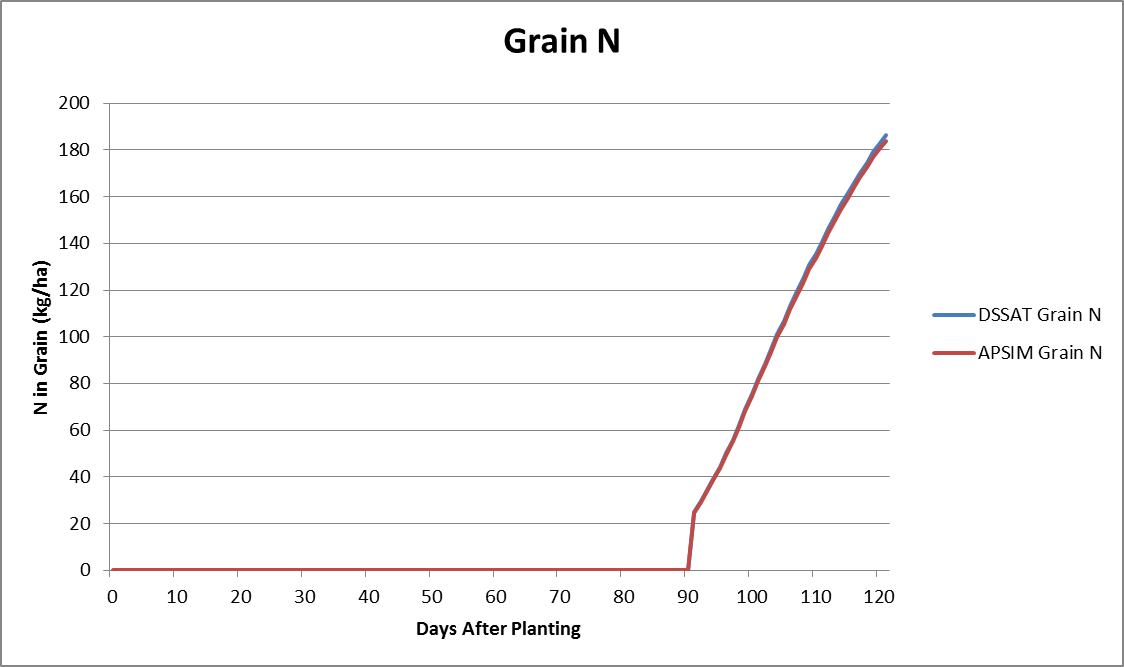 Grain N
N in Grain (kg/ha)
200
180
160
140
120
100
80
60
40
20
0
0 10 20 30 40 50 60 70 80 90 100 110 120
Days After Planting
DSSAT Grain N
APSIM Grain N